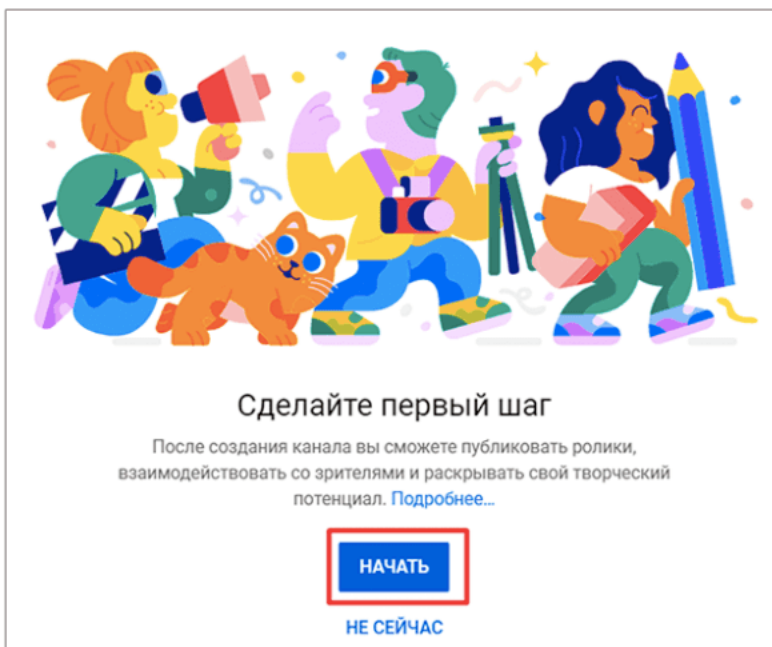 Сделайте первый шаг
После создания канала вы сможете публиковать ролики,
взаимодействовать со зрителями и раскрывать свой творческий
потенциал. Подробнее...
НАЧАТЬ
НЕ СЕЙЧАС